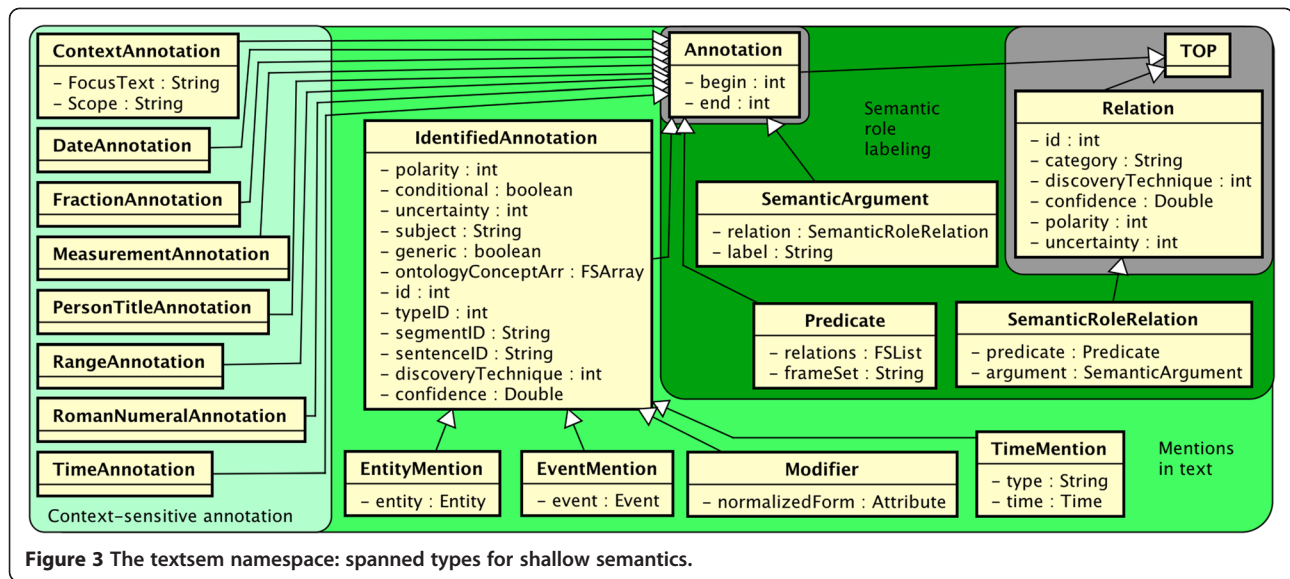 ContextAnnotation
– FocusText : String
– Scope : String
DateAnnotation
FractionAnnotation
MeasurementAnnotation
PersonTitleAnnotation
RangeAnnotation
RomanNumeralAnnotation
TimeAnnotation
Context-sensitive annotation
IdentifiedAnnotation
– polarity : int
– conditional : boolean
– uncertainty : int
– subject : String
– generic : boolean
– ontologyConceptArr : FSArray
– id : int
– typeID : int
– segmentID : String
– sentenceID : String
– discoveryTechnique : int
– confidence : Double
EntityMention
– entity : Entity
EventMention
– event : Event
Modifier
– normalizedForm : Attribute
TimeMention
– type : String
– time : Time
Mentions
in text
Annotation
– begin : int
– end : int
Semantic
role
labeling
SemanticArgument
– relation : SemanticRoleRelation
– label : String
Predicate
– relations : FSList
– frameSet : String
TOP
Relation
– id : int
– category : String
– discoveryTechnique : int
– confidence : Double
– polarity : int
– uncertainty : int
SemanticRoleRelation
– predicate : Predicate
– argument : SemanticArgument
Figure 3 The textsem namespace: spanned types for shallow semantics.